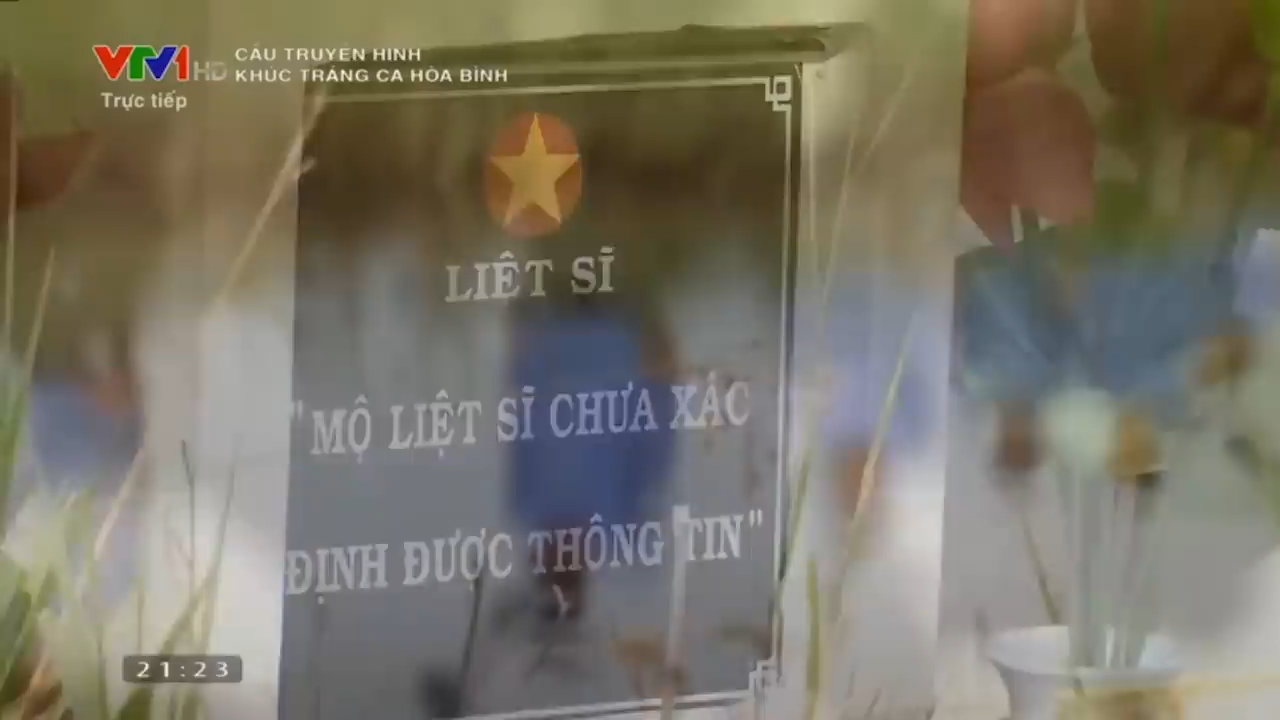 VTV1 HD
CẦU TRUYỀN HÌNH
KHÚC TRÁNG CA HÒA BÌNH
Trực tiếp
LIỆT SĨ
"MỘ LIỆT SĨ CHƯA XÁC
ĐỊNH ĐƯỢC THÔNG TIN"
21:23